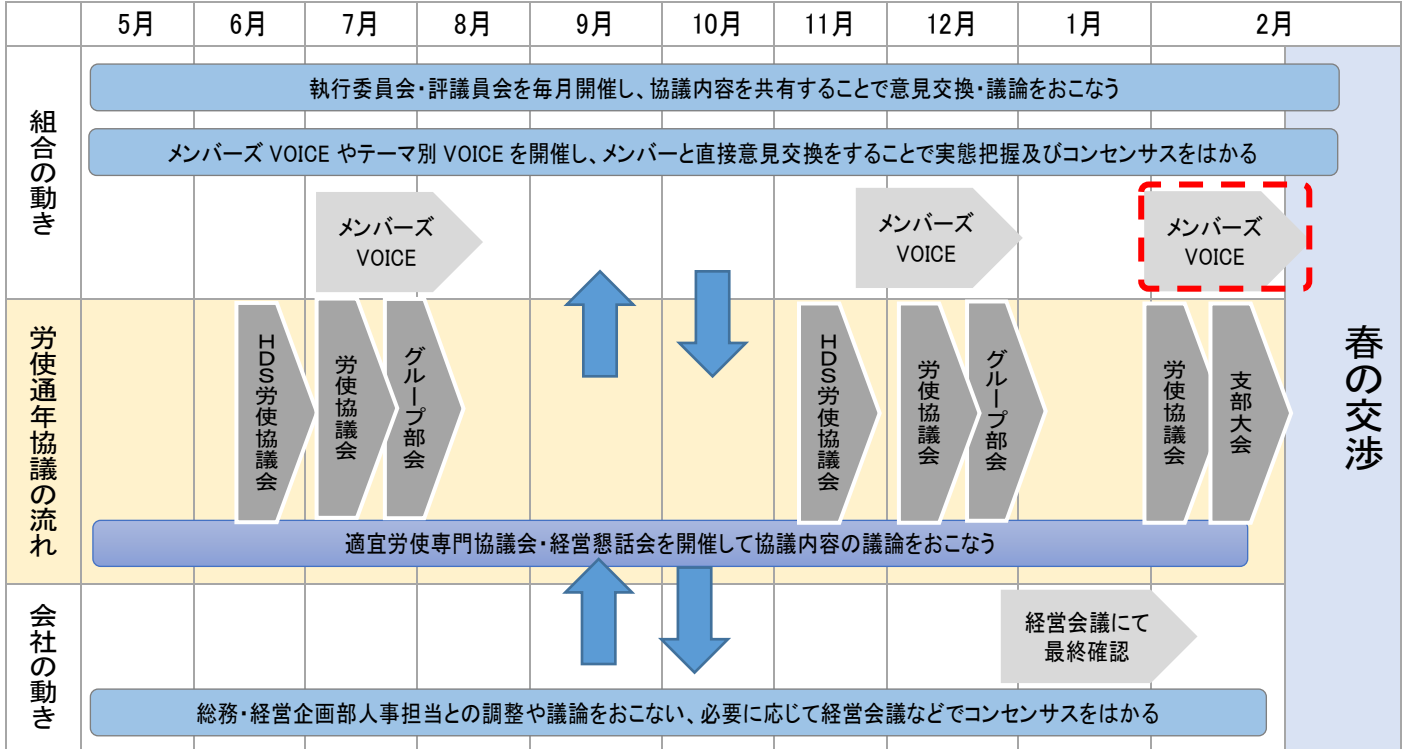 5月
6月
7月
8月
9月
10月
11月
12月
1月
2月
組合の動き
執行委員会・評議員会を毎月開催し、協議内容を共有することで意見交換・議論をおこなう
メンバーズ VOICE やテーマ別 VOICE を開催し、メンバーと直接意見交換をすることで実態把握及びコンセンサスをはかる
メンバーズ
VOICE
メンバーズ
VOICE
メンバーズ
VOICE
労使通年協議の流れ
HDS労使協議会
労使協議会
グループ部会
HDS労使協議会
労使協議会
グループ部会
労使協議会
支部大会
春の交渉
適宜労使専門協議会・経営懇話会を開催して協議内容の議論をおこなう
会社の動き
経営会議にて
最終確認
総務・経営企画部人事担当との調整や議論をおこない、必要に応じて経営会議などでコンセンサスをはかる